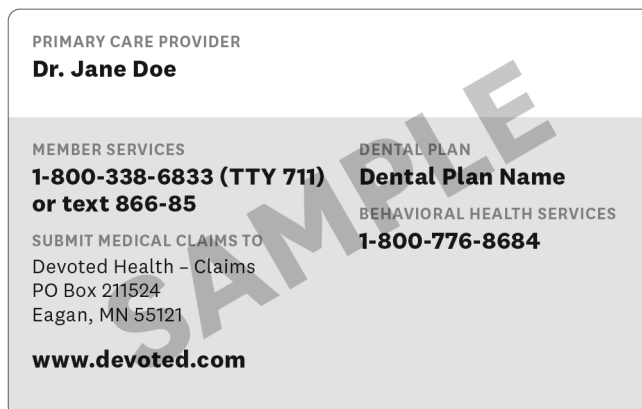 PRIMARY CARE PROVIDER
Dr. Jane Doe
MEMBER SERVICES
1-800-338-6833 (TTY 711)
or text 866-85
SUBMIT MEDICAL CLAIMS TO
Devoted Health – Claims
PO Box 211524
Eagan, MN 55121
www.devoted.com
DENTAL PLAN
Dental Plan Name
BEHAVIORAL HEALTH SERVICES
1-800-776-8684
SAMPLE